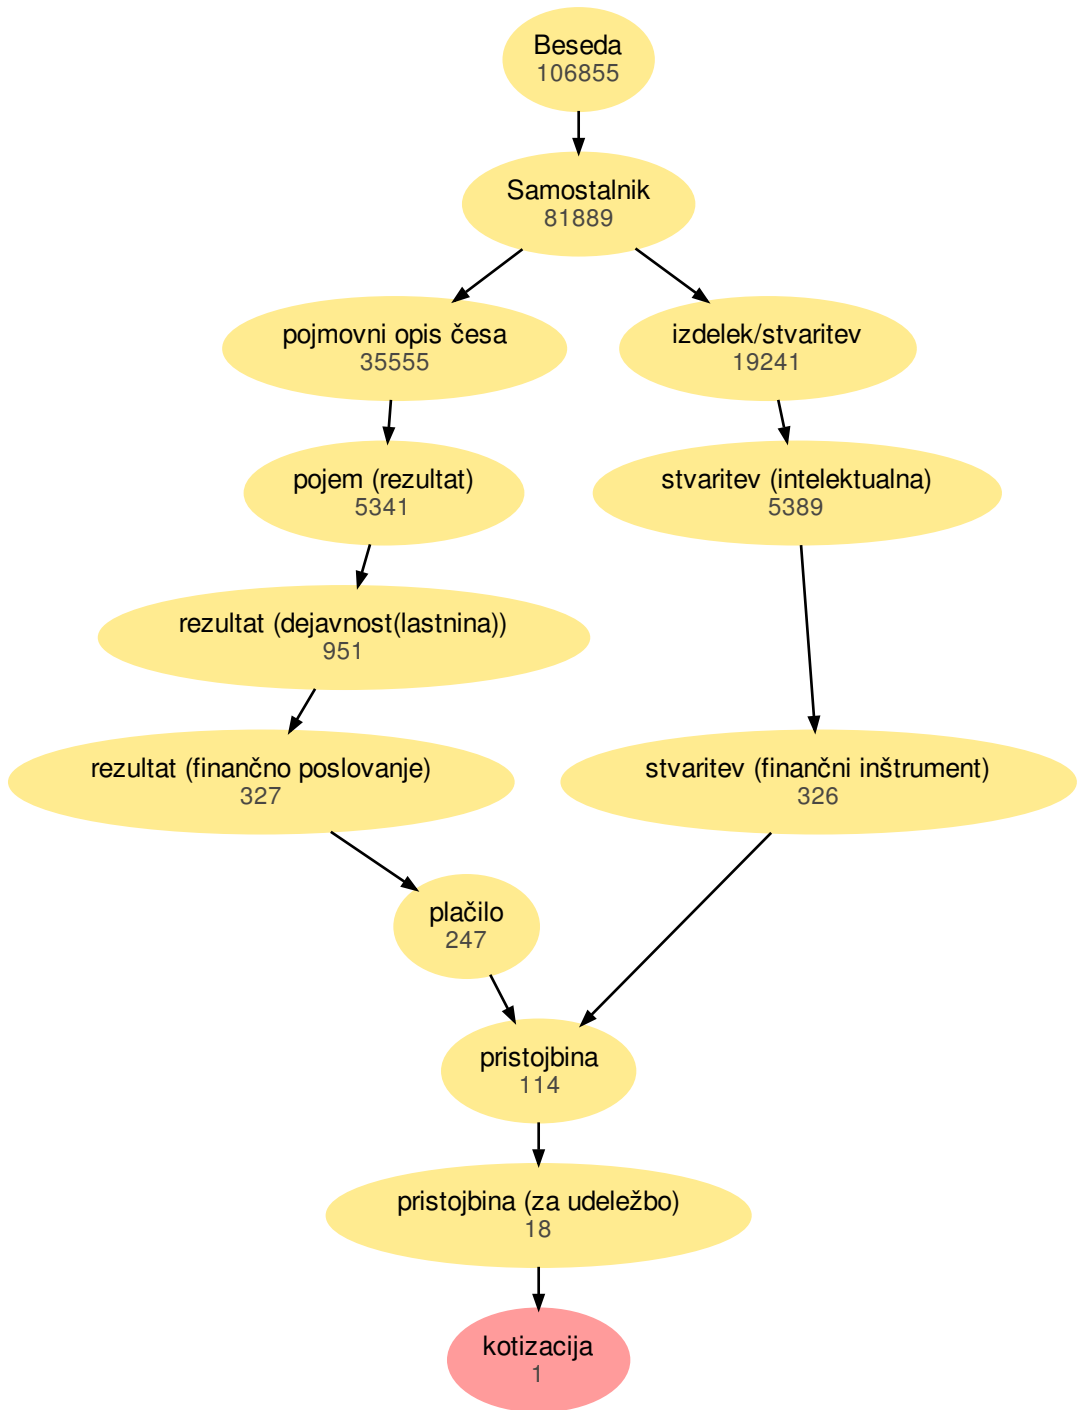 Beseda
106855
Samostalnik
81889
pojmovni opis česa
35555
izdelek/stvaritev
19241
pojem (rezultat)
5341
stvaritev (intelektualna)
5389
rezultat (dejavnost(lastnina))
951
rezultat (finančno poslovanje)
327
stvaritev (finančni inštrument)
326
plačilo
247
pristojbina
114
pristojbina (za udeležbo)
18
kotizacija
1